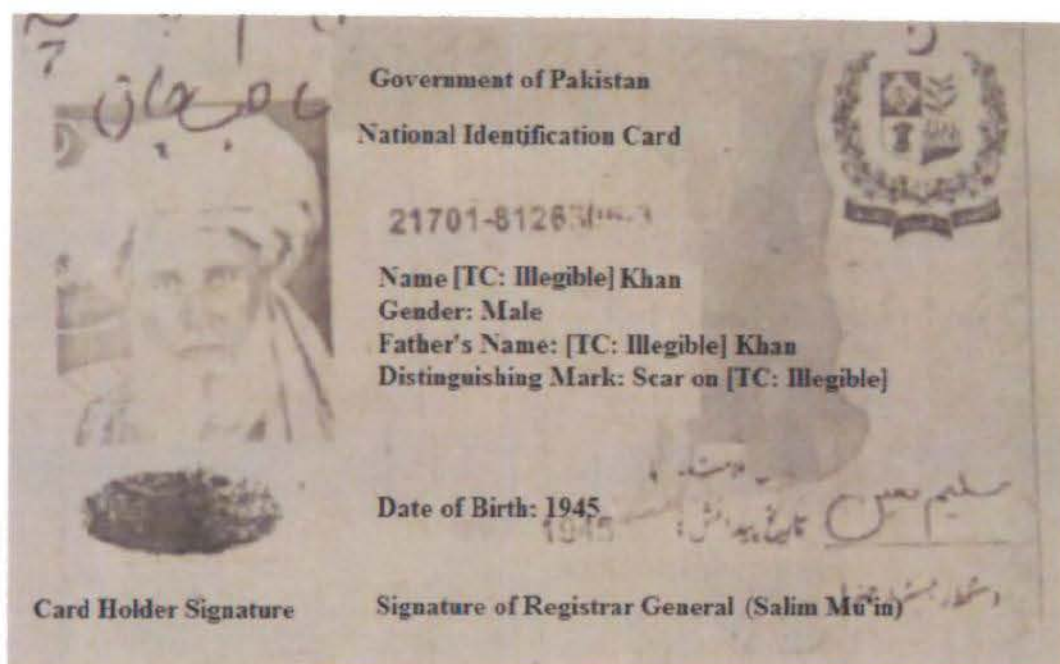 Government of Pakistan
National Identification Card
21701-8126
Name [TC: Illegible] Khan
Gender: Male
Father's Name: [TC: Illegible] Khan
Distinguishing Mark: Scar on [TC: Illegible]
Date of Birth: 1945
1945 تاریخ پیدائش:
سلیم معین
Card Holder Signature
Signature of Registrar General (Salim Mu'in)